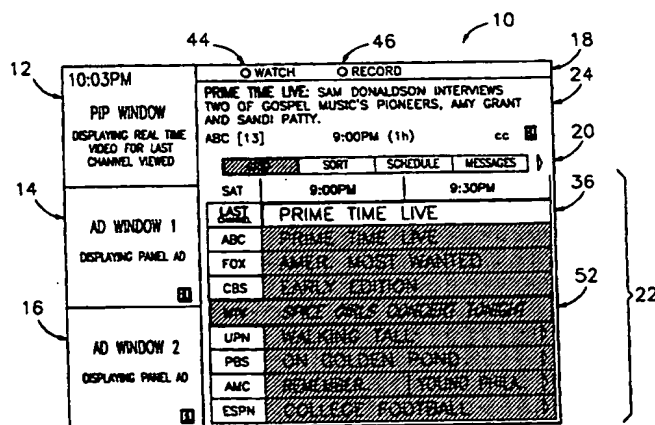 44
46
10
12
18
24
20
14
36
52
22
16
10:03PM
PIP WINDOW
DISPLAYING REAL TIME
VIDEO FOR LAST
CHANNEL VIEWED
AD WINDOW 1
DISPLAYING PANEL AD
AD WINDOW 2
DISPLAYING PANEL AD
WATCH RECORD
PRIME TIME LIVE: SAM DONALDSON INTERVIEWS
TWO OF GOSPEL MUSIC'S PIONEERS, AMY GRANT
AND SANDI PATTY.
ABC [13] 9:00PM (1h) cc
SORT SCHEDULE MESSAGES
SAT 9:00PM 9:30PM
LAST CHANNEL PRIME TIME LIVE
ABC PRIME TIME LIVE
FOX AMER. MOST WANTED
CBS EARLY EDITION
MTV SPICE GIRLS CONCERT TONIGHT
UPN WALKING TALL
PBS ON GOLDEN POND
AMC REMEMBER.. YOUNG PHILA.
ESPN COLLEGE FOOTBALL